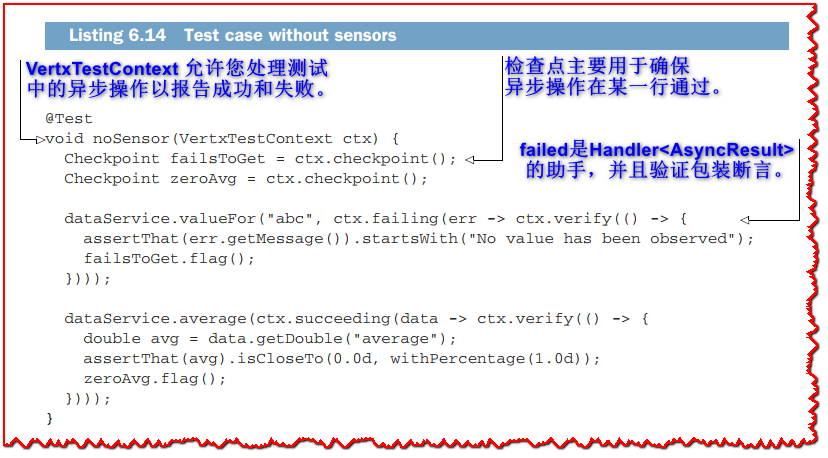 Listing 6.14 Test case without sensors
VertxTestContext 允许您处理测试
中的异步操作以报告成功和失败。
检查点主要用于确保
异步操作在某一行通过。
@Test
void noSensor(VertxTestContext ctx) {
Checkpoint failsToGet = ctx.checkpoint();
Checkpoint zeroAvg = ctx.checkpoint();
failed是Handler<AsyncResult>
的助手，并且验证包装断言。
dataService.valueFor("abc", ctx.failing(err -> ctx.verify(() -> {
assertThat(err.getMessage()).startsWith("No value has been observed");
failsToGet.flag();
})));
dataService.average(ctx.succeeding(data -> ctx.verify(() -> {
double avg = data.getDouble("average");
assertThat(avg).isCloseTo(0.0d, withPercentage(1.0d));
zeroAvg.flag();
})));
}